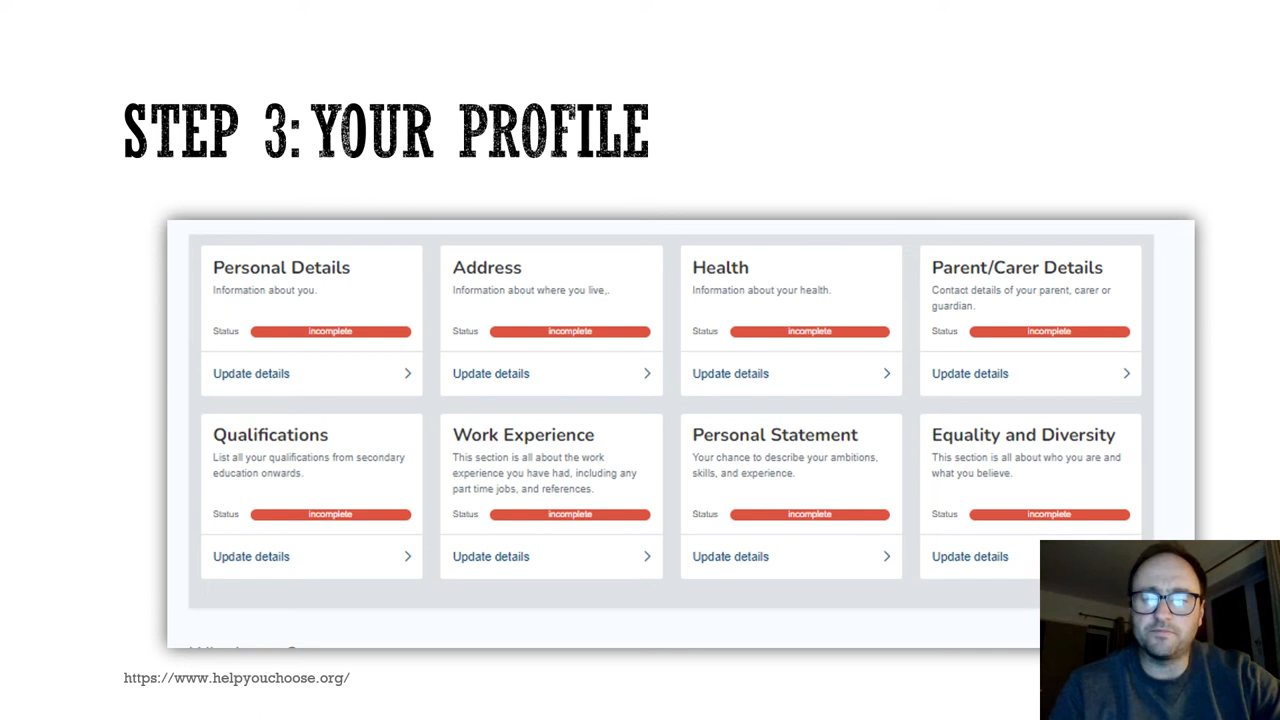 STEP 3: YOUR PROFILE
Personal Details
Information about you.
Status incomplete
Update details
Address
Information about where you live,.
Status incomplete
Update details
Health
Information about your health.
Status incomplete
Update details
Parent/Carer Details
Contact details of your parent, carer or
guardian.
Status incomplete
Update details
Qualifications
List all your qualifications from secondary
education onwards.
Status incomplete
Update details
Work Experience
This section is all about the work
experience you have had, including any
part time jobs, and references.
Status incomplete
Update details
Personal Statement
Your chance to describe your ambitions,
skills, and experience.
Status incomplete
Update details
Equality and Diversity
This section is all about who you are and
what you believe.
Status incomplete
Update details
https://www.helpyouchoose.org/